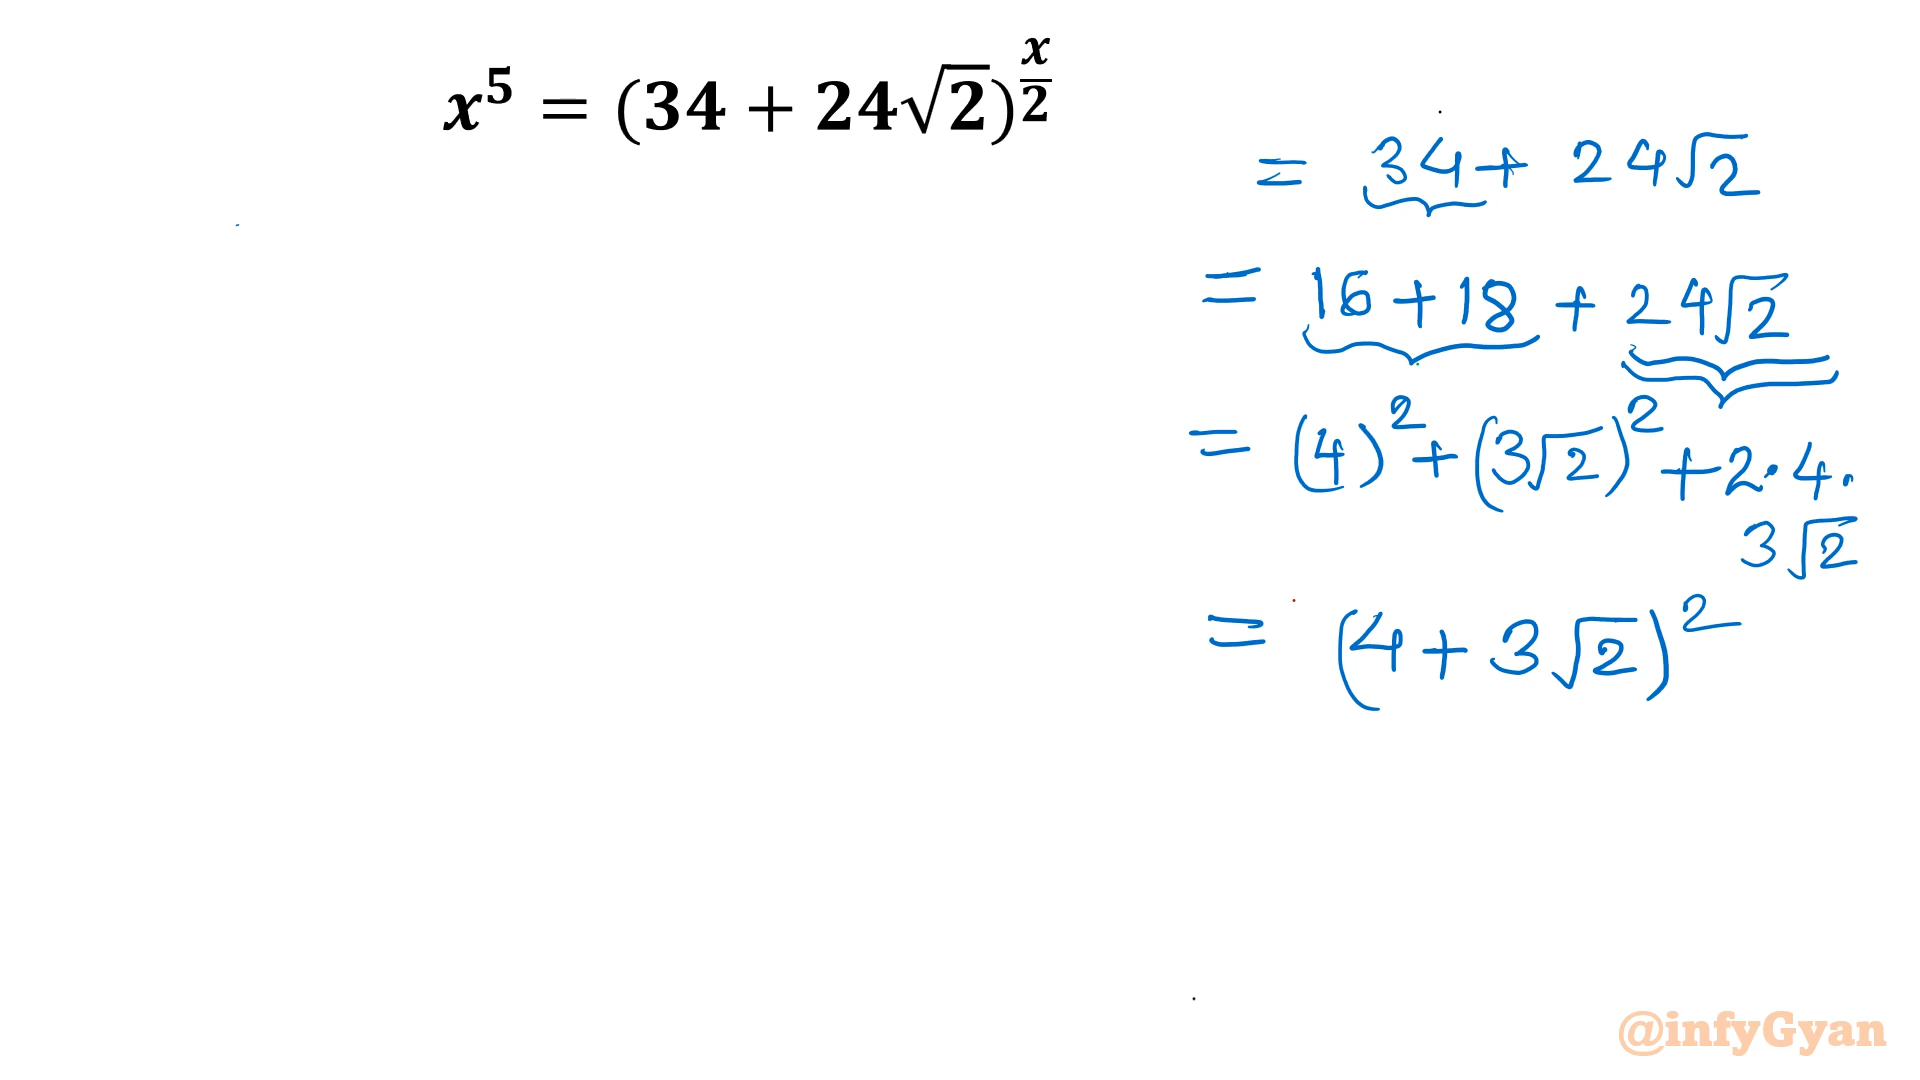 x^5 = (34 + 24√2)^(x/2)
= 34 + 24√2
= 16 + 18 + 24√2
= (4)^2 + (3√2)^2 + 2·4·
3√2
= (4 + 3√2)^2
@infyGyan